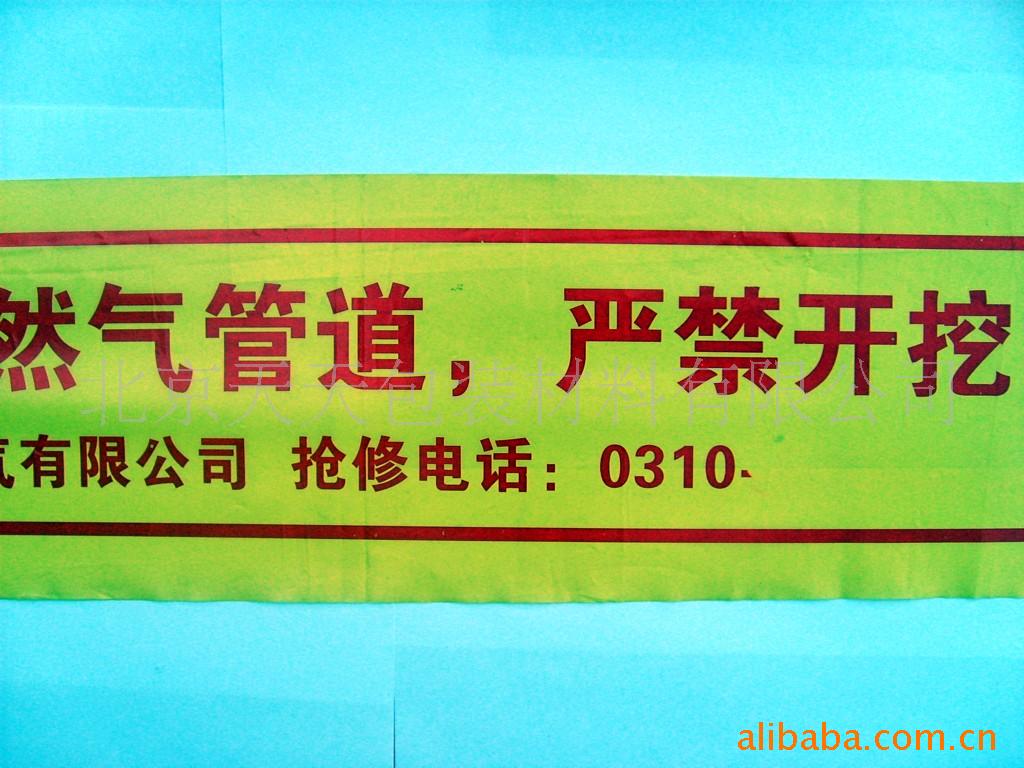 然气管道，严禁开挖
北京天天包装材料有限公司
气有限公司 抢修电话：0310-
alibaba.com.cn